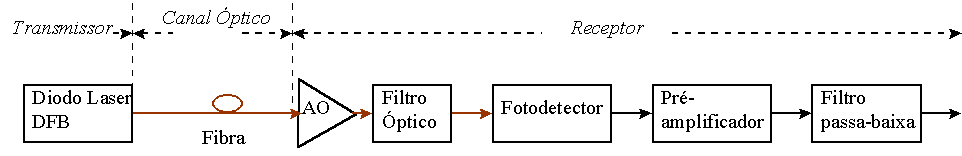 Transmissor
Canal Óptico
Receptor
Diodo Laser
DFB
Fibra
AO
Filtro
Óptico
Fotodetector
Pré-
amplificador
Filtro
passa-baixa